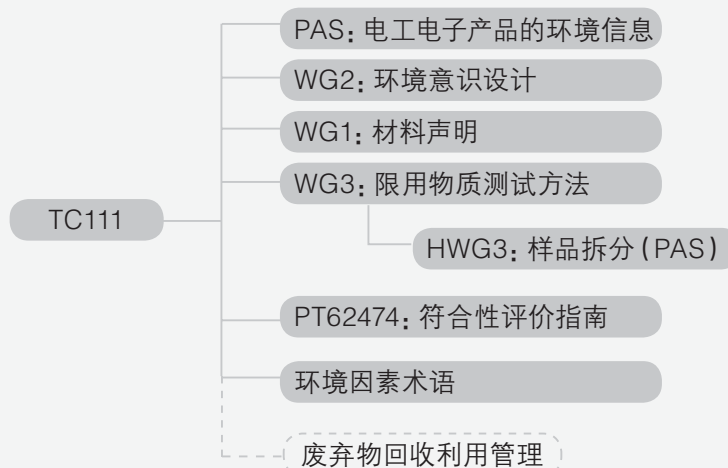 PAS：电工电子产品的环境信息
WG2：环境意识设计
WG1：材料声明
WG3：限用物质测试方法
TC111
HWG3：样品拆分（PAS）
PT62474：符合性评价指南
环境因素术语
废弃物回收利用管理